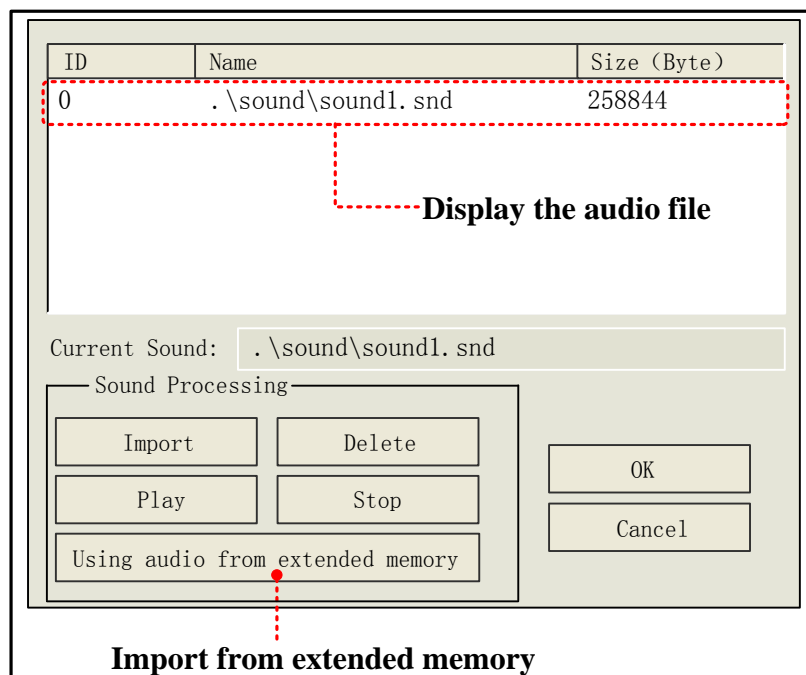 ID Name Size (Byte)
0 .\sound\sound1.snd 258844
Display the audio file
Current Sound: .\sound\sound1.snd
Sound Processing
Import Delete
OK
Play Stop
Cancel
Using audio from extended memory
Import from extended memory